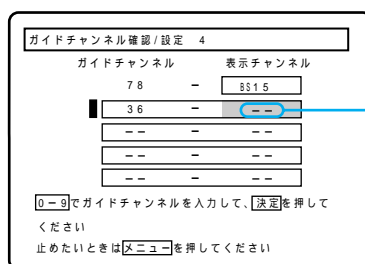 ガイドチャンネル確認/設定 4
ガイドチャンネル 表示チャンネル
78 － BS15
36 － －－
－－ － －－
－－ － －－
－－ － －－
0－9でガイドチャンネルを入力して、決定を押して
ください
止めたいときはメニューを押してください